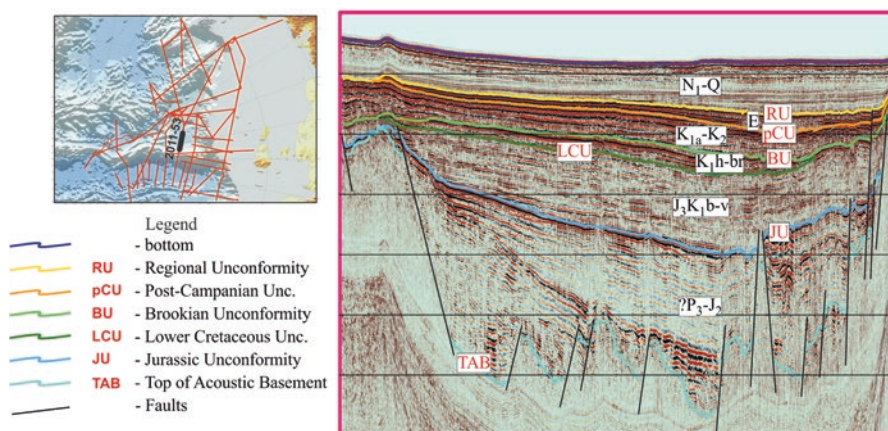 2011-53
Legend
- bottom
RU - Regional Unconformity
pCU - Post-Campanian Unc.
BU - Brookian Unconformity
LCU - Lower Cretaceous Unc.
JU - Jurassic Unconformity
TAB - Top of Acoustic Basement
- Faults
N₁-Q
RU
E
pCU
K₁a-K₂
LCU
BU
K₁h-br
J₃K₁b-v
JU
?P₃-J₂
TAB